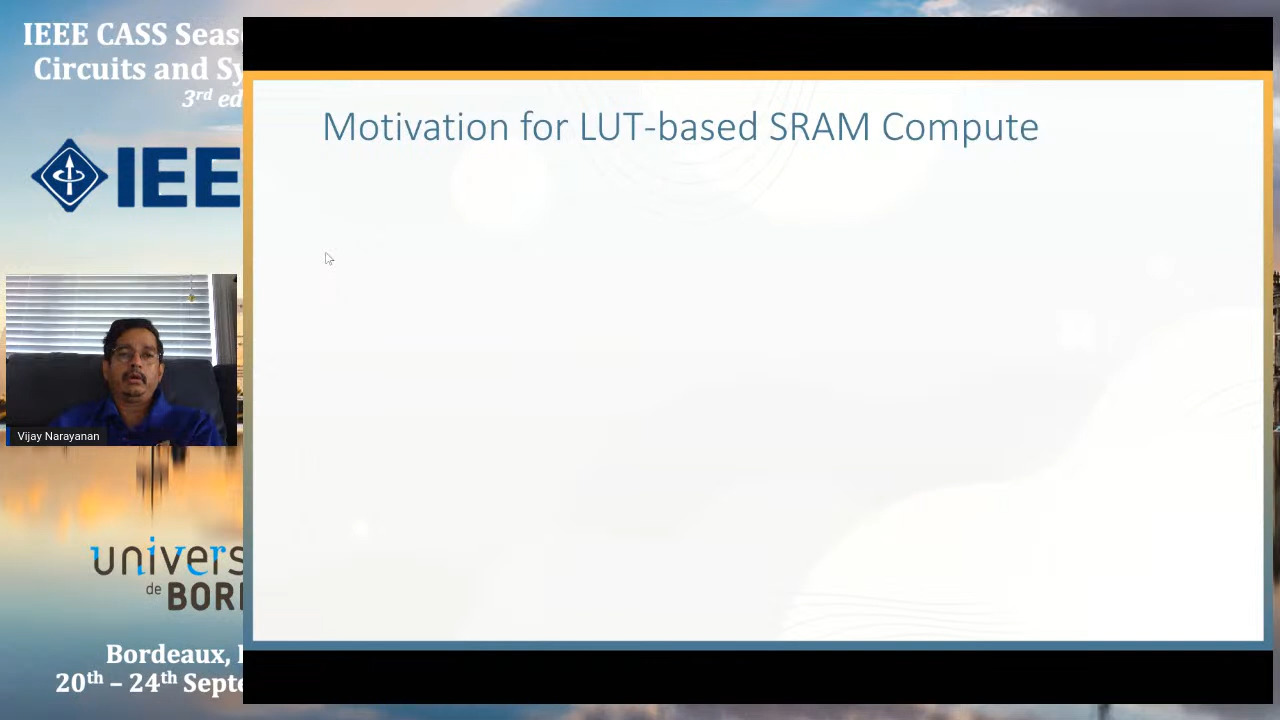 IEEE CASS Seas
Circuits and Sy
3rd ed
IEE
Motivation for LUT-based SRAM Compute
Vijay Narayanan
univers
de BOR
Bordeaux,
20th – 24th Septe